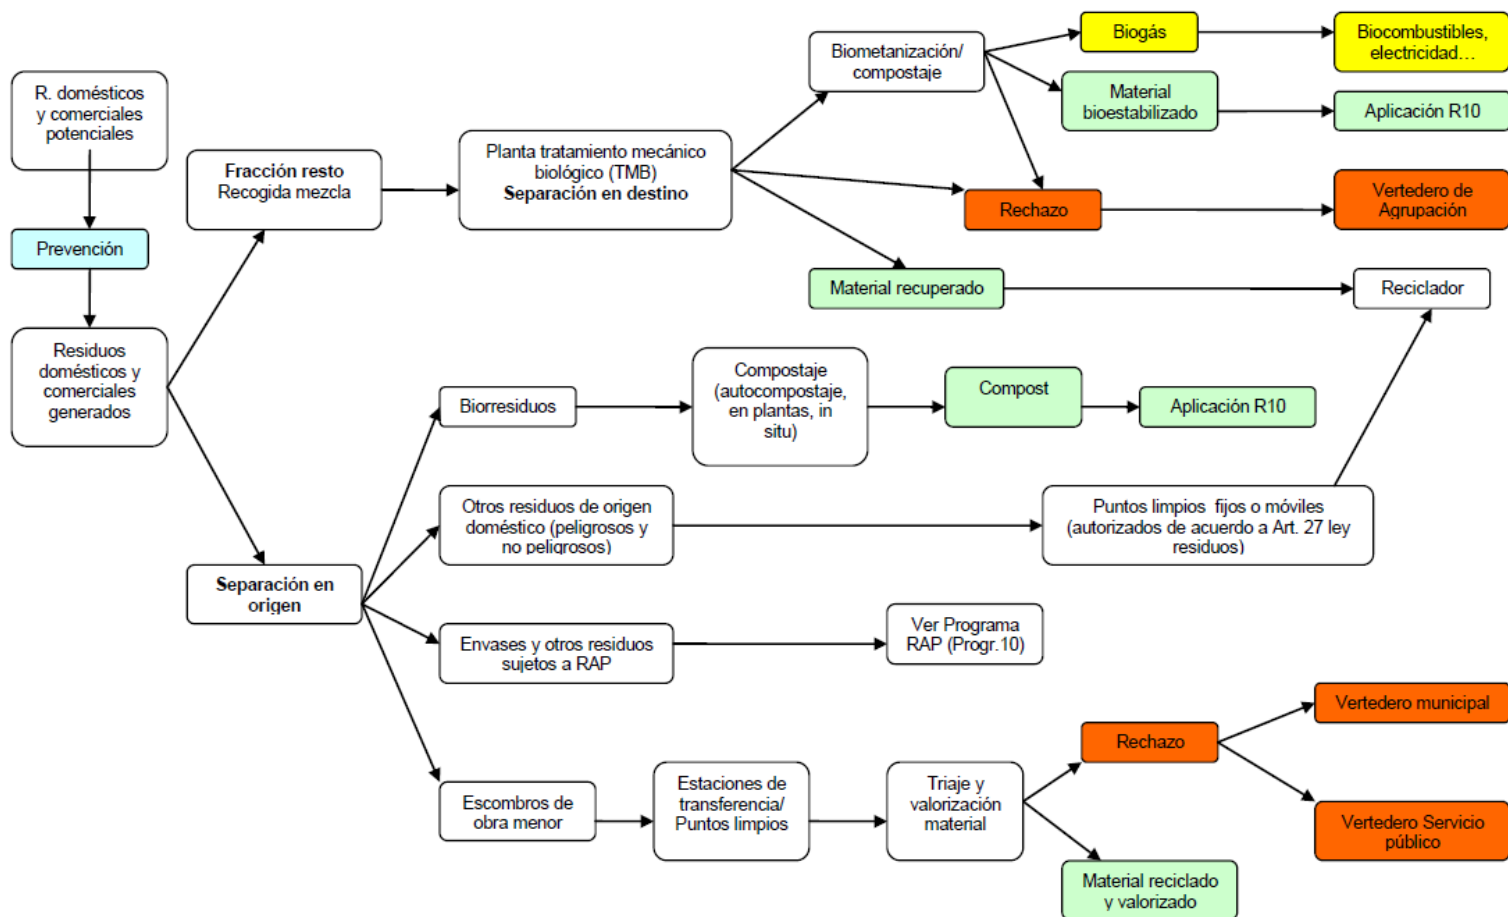 R. domésticos
y comerciales
potenciales
Prevención
Residuos
domésticos y
comerciales
generados
Fracción resto
Recogida mezcla
Planta tratamiento mecánico
biológico (TMB)
Separación en destino
Biometanización/
compostaje
Biogás
Biocombustibles,
electricidad…
Material
bioestabilizado
Aplicación R10
Rechazo
Vertedero de
Agrupación
Material recuperado
Reciclador
Separación en
origen
Biorresiduos
Compostaje
(autocompostaje,
en plantas, in
situ)
Compost
Aplicación R10
Otros residuos de origen
doméstico (peligrosos y
no peligrosos)
Puntos limpios fijos o móviles
(autorizados de acuerdo a Art. 27 ley
residuos)
Envases y otros residuos
sujetos a RAP
Ver Programa
RAP (Progr.10)
Escombros de
obra menor
Estaciones de
transferencia/
Puntos limpios
Triaje y
valorización
material
Rechazo
Vertedero municipal
Vertedero Servicio
público
Material reciclado
y valorizado